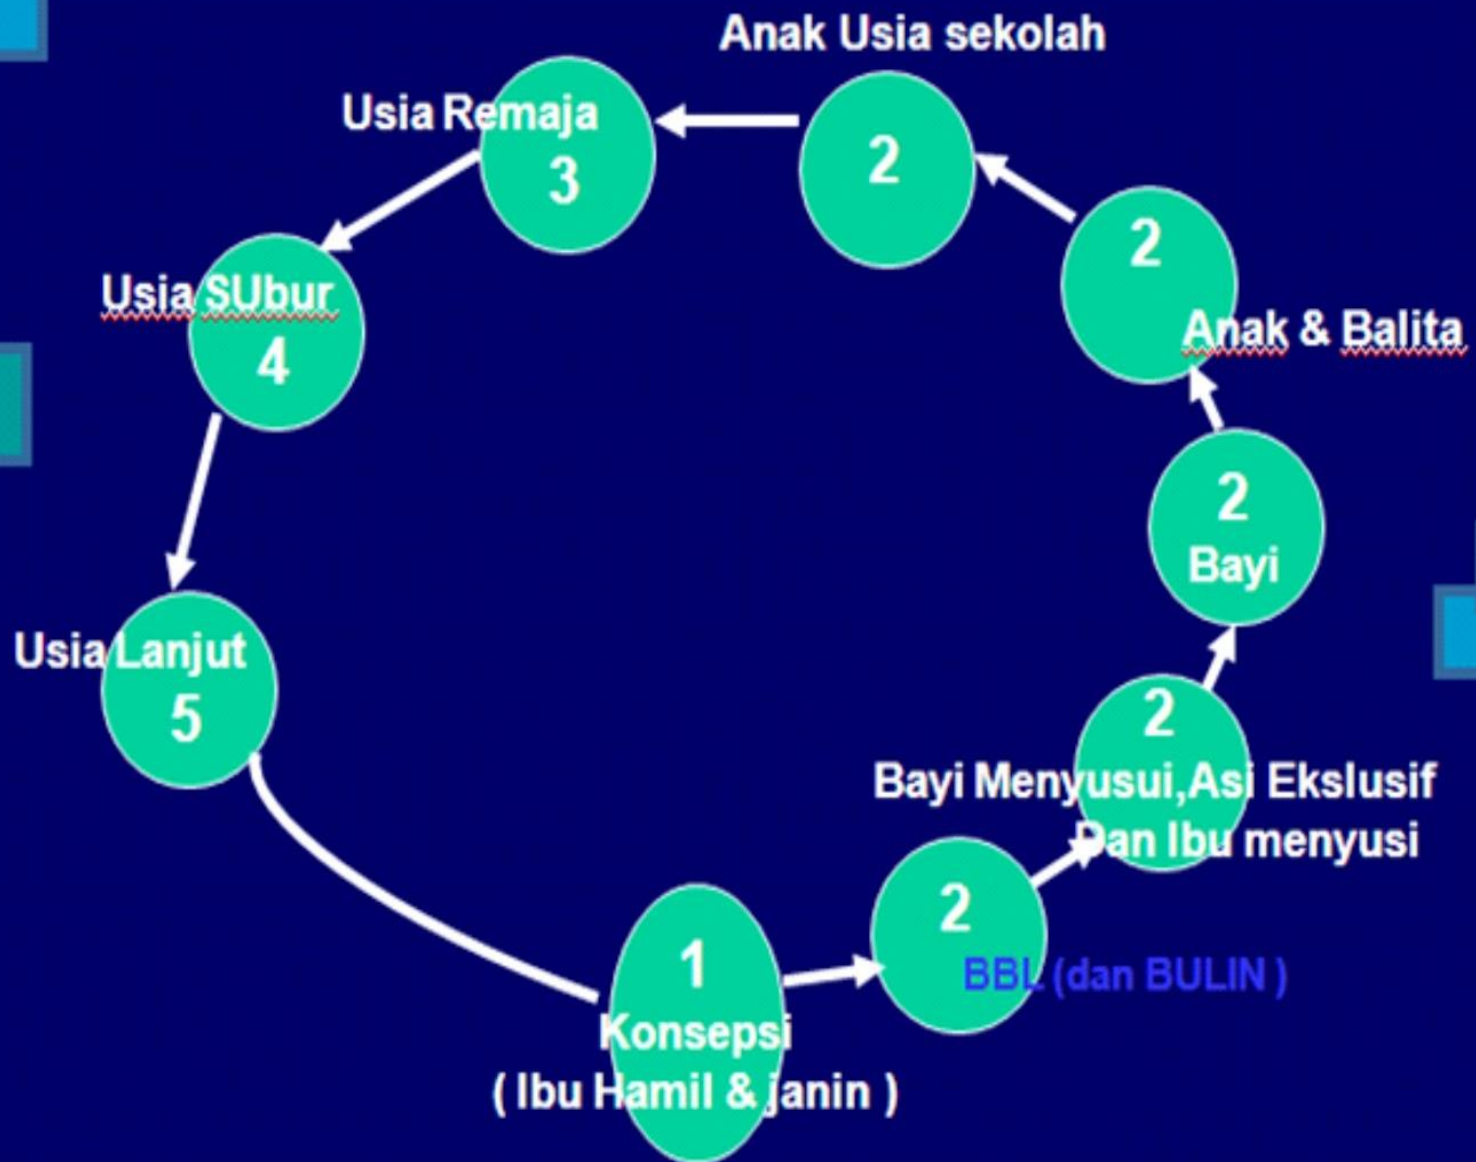 Anak Usia sekolah
2
Usia Remaja
3
2
Anak & Balita
Usia SUbur
4
2
Bayi
Usia Lanjut
5
2
Bayi Menyusui,Asi Ekslusif
Dan Ibu menyusi
2
BBL (dan BULIN )
1
Konsepsi
( Ibu Hamil & janin )